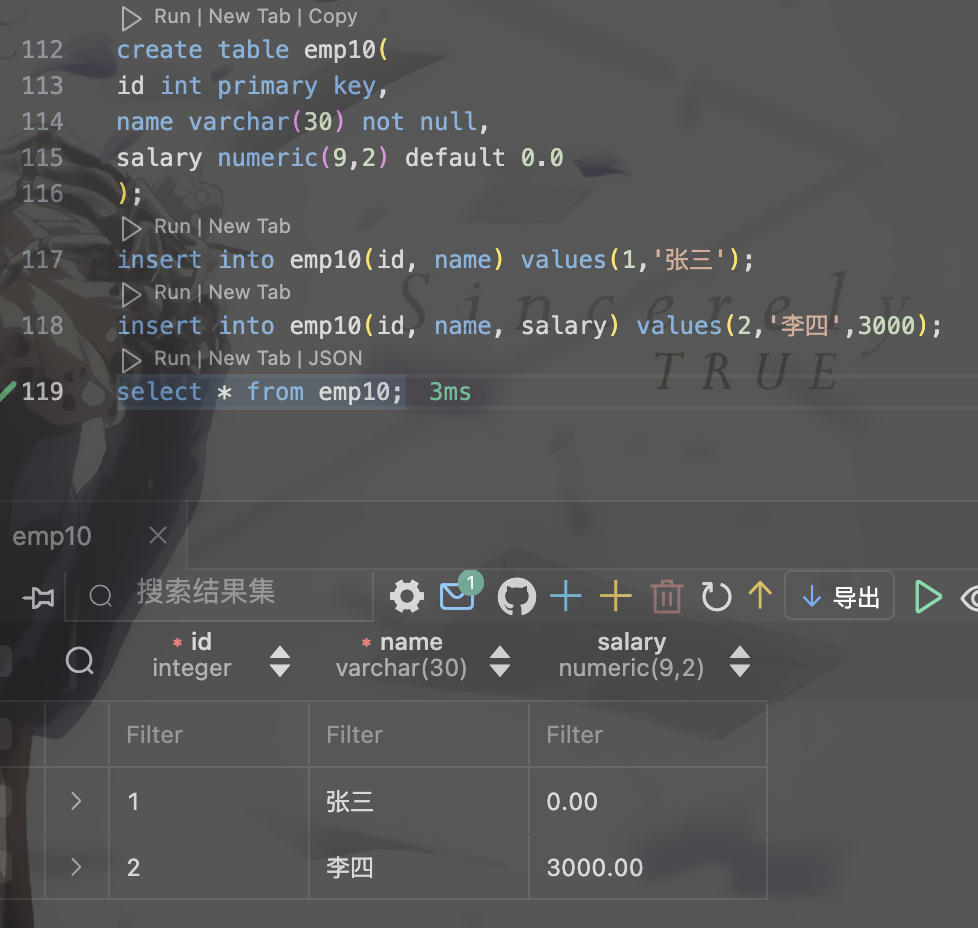 Run | New Tab | Copy
112 create table emp10(
113 id int primary key,
114 name varchar(30) not null,
115 salary numeric(9,2) default 0.0
116 );
Run | New Tab
117 insert into emp10(id, name) values(1,'张三');
Run | New Tab
118 insert into emp10(id, name, salary) values(2,'李四',3000);
Sincerely
TRUE
Run | New Tab | JSON
119 select * from emp10; 3ms
emp10
搜索结果集 1 导出
* id * name salary
integer varchar(30) numeric(9,2)
Filter Filter Filter
1 张三 0.00
2 李四 3000.00